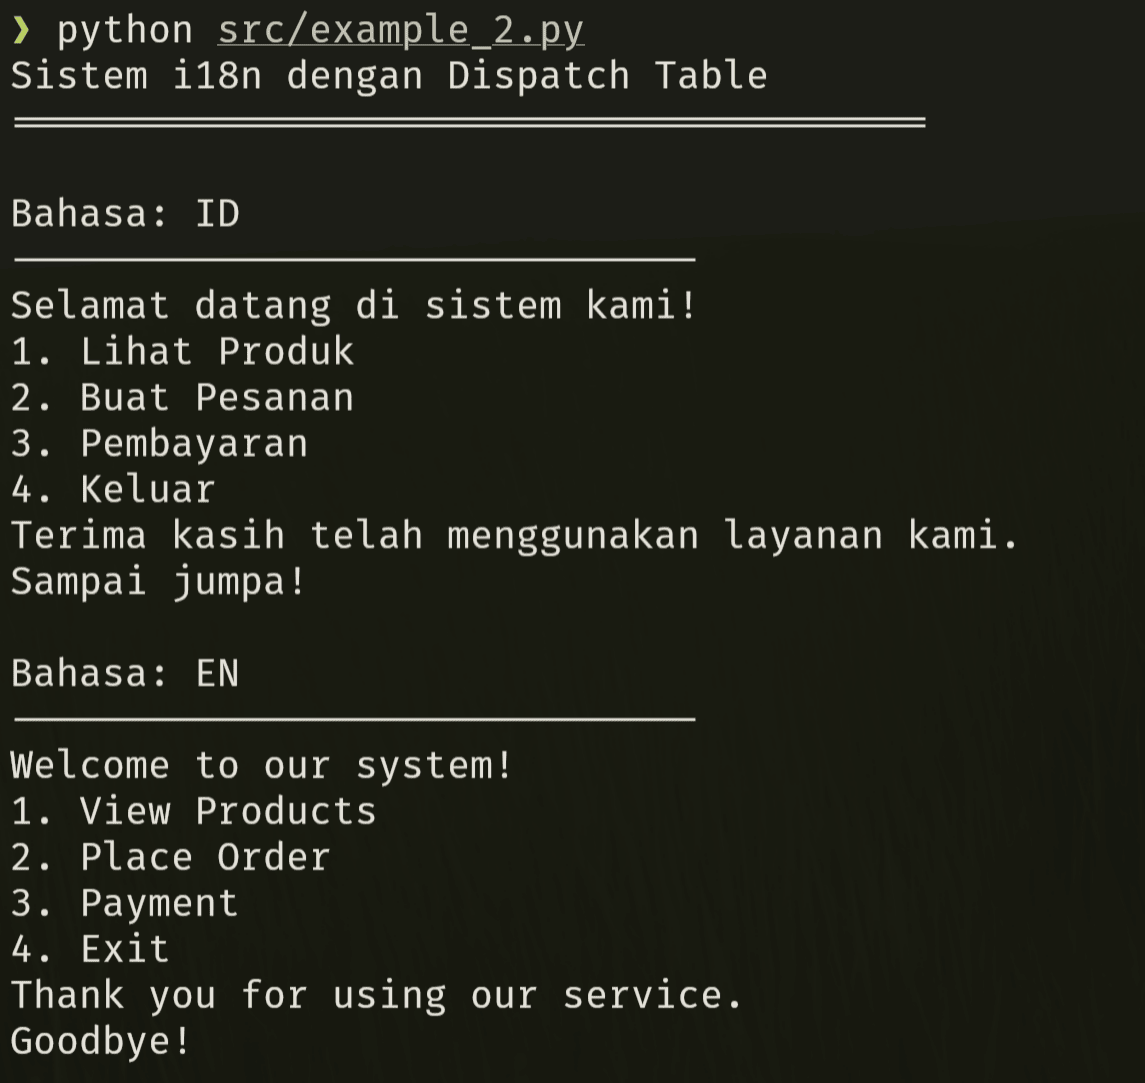 ❯ python src/example_2.py
Sistem i18n dengan Dispatch Table
========================================
Bahasa: ID
------------------------------
Selamat datang di sistem kami!
1. Lihat Produk
2. Buat Pesanan
3. Pembayaran
4. Keluar
Terima kasih telah menggunakan layanan kami.
Sampai jumpa!
Bahasa: EN
------------------------------
Welcome to our system!
1. View Products
2. Place Order
3. Payment
4. Exit
Thank you for using our service.
Goodbye!